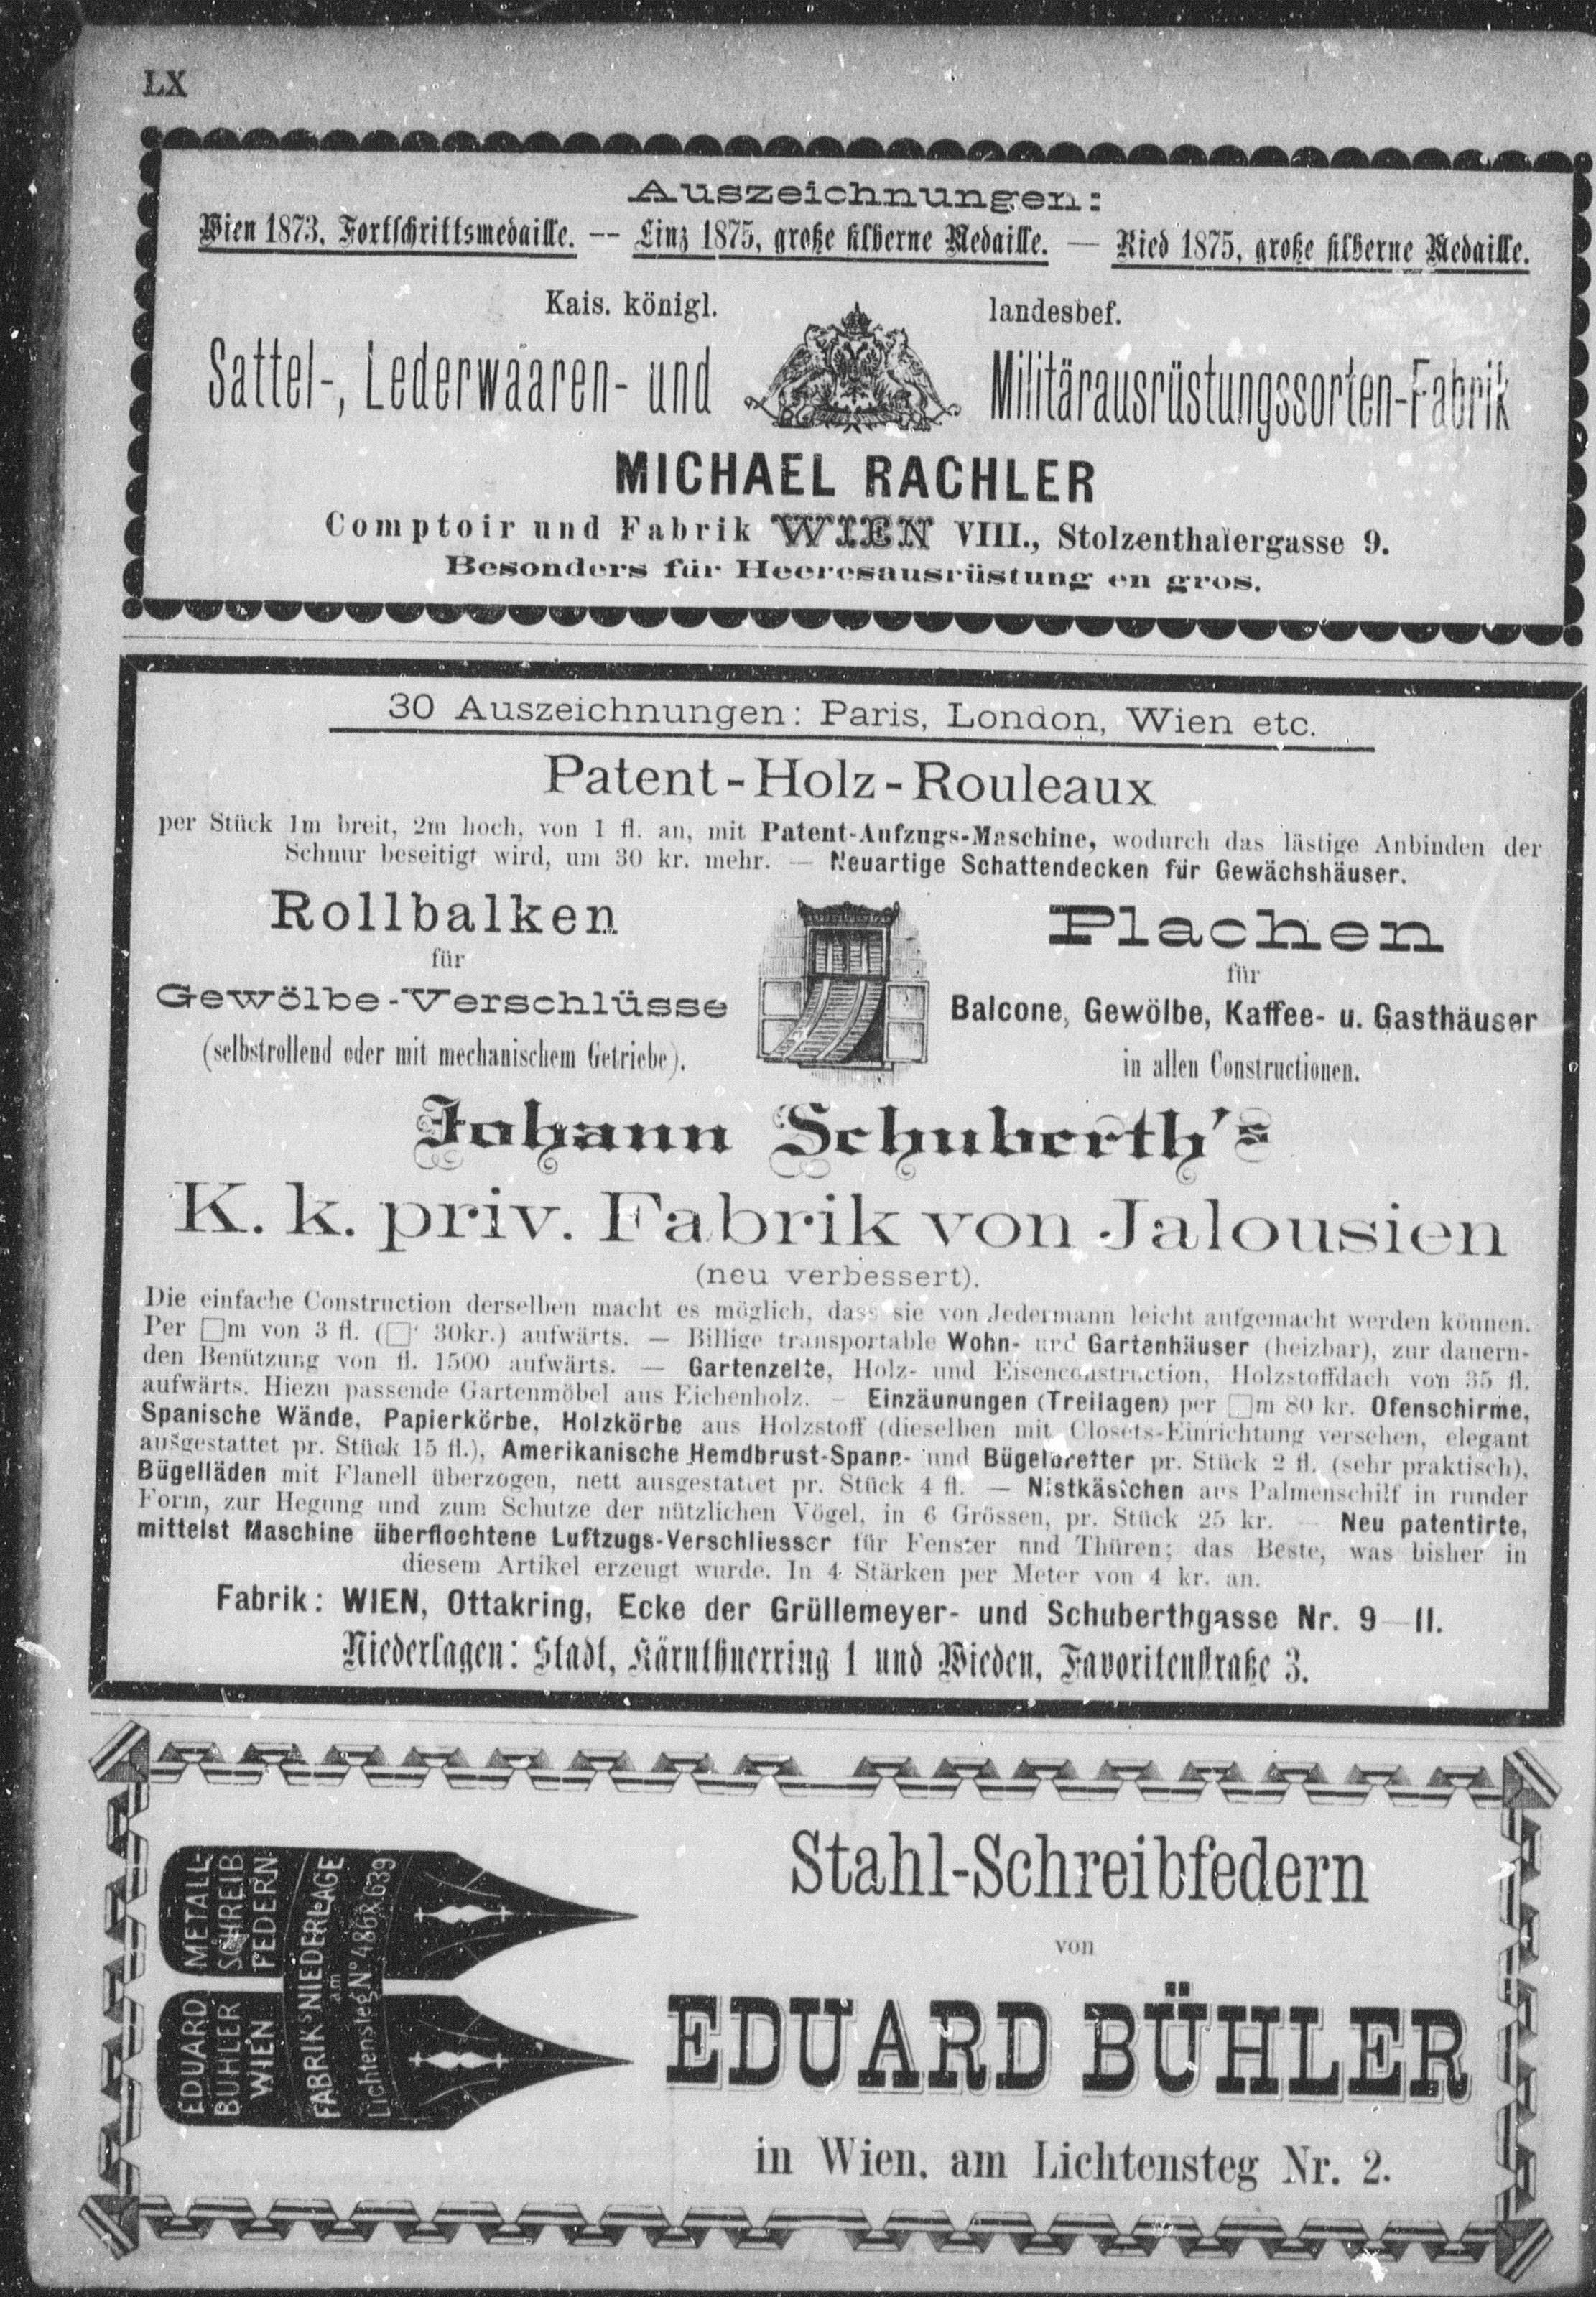 LX
Auszeichnungen:
Wien 1873, Fortschrittsmedaille. -- Linz 1875, große silberne Medaille. — Ried 1875, große silberne Medaille.
Kais. königl. landesbef.
Sattel-, Lederwaaren- und Militärausrüstungssorten-Fabrik
MICHAEL RACHLER
Comptoir und Fabrik WIEN VIII., Stolzenthalergasse 9.
Besonders für Heeresausrüstung en gros.
30 Auszeichnungen: Paris, London, Wien etc.
Patent-Holz-Rouleaux
per Stück 1m breit, 2m hoch, von 1 fl. an, mit Patent-Aufzugs-Maschine, wodurch das lästige Anbinden der
Schnur beseitigt wird, um 30 kr. mehr. — Neuartige Schattendecken für Gewächshäuser.
Rollbalken
für
Gewölbe-Verschlüsse
(selbstrollend oder mit mechanischem Getriebe).
Plachen
für
Balcone, Gewölbe, Kaffee- u. Gasthäuser
in allen Constructionen.
Johann Schuberth's
K. k. priv. Fabrik von Jalousien
(neu verbessert).
Die einfache Construction derselben macht es möglich, dass sie von Jedermann leicht aufgemacht werden können.
Per □m von 3 fl. (□' 30kr.) aufwärts. — Billige transportable Wohn- und Gartenhäuser (heizbar), zur dauern-
den Benützung von fl. 1500 aufwärts. — Gartenzelte, Holz- und Eisenconstruction, Holzstoffdach von 35 fl.
aufwärts. Hiezu passende Gartenmöbel aus Eichenholz. — Einzäunungen (Treilagen) per □m 80 kr. Ofenschirme,
Spanische Wände, Papierkörbe, Holzkörbe aus Holzstoff (dieselben mit Closets-Einrichtung versehen, elegant
ausgestattet pr. Stück 15 fl.), Amerikanische Hemdbrust-Spann- und Bügelbretter pr. Stück 2 fl. (sehr praktisch),
Bügelläden mit Flanell überzogen, nett ausgestattet pr. Stück 4 fl. — Nistkästchen aus Palmenschilf in runder
Form, zur Hegung und zum Schutze der nützlichen Vögel, in 6 Grössen, pr. Stück 25 kr. — Neu patentirte,
mittelst Maschine überflochtene Luftzugs-Verschliesser für Fenster und Thüren; das Beste, was bisher in
diesem Artikel erzeugt wurde. In 4 Stärken per Meter von 4 kr. an.
Fabrik: WIEN, Ottakring, Ecke der Grüllemeyer- und Schuberthgasse Nr. 9—11.
Niederlagen: Stadt, Kärnthnerring 1 und Wieden, Favoritenstraße 3.
METALL-
SCHREIB
FEDERN
EDUARD
BÜHLER
WIEN
FABRIKS NIEDERLAGE
am
Lichtensteg No 486 & 639
Stahl-Schreibfedern
von
EDUARD BÜHLER
in Wien, am Lichtensteg Nr. 2.